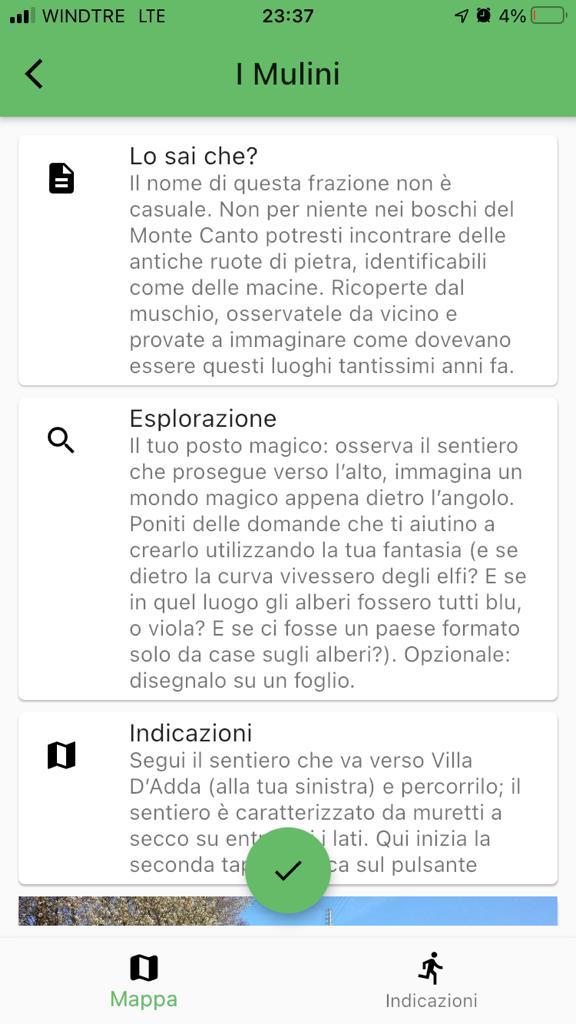 WINDTRE LTE 23:37 4%
I Mulini
Lo sai che?
Il nome di questa frazione non è
casuale. Non per niente nei boschi del
Monte Canto potresti incontrare delle
antiche ruote di pietra, identificabili
come delle macine. Ricoperte dal
muschio, osservatele da vicino e
provate a immaginare come dovevano
essere questi luoghi tantissimi anni fa.
Esplorazione
Il tuo posto magico: osserva il sentiero
che prosegue verso l'alto, immagina un
mondo magico appena dietro l'angolo.
Poniti delle domande che ti aiutino a
crearlo utilizzando la tua fantasia (e se
dietro la curva vivessero degli elfi? E se
in quel luogo gli alberi fossero tutti blu,
o viola? E se ci fosse un paese formato
solo da case sugli alberi?). Opzionale:
disegnalo su un foglio.
Indicazioni
Segui il sentiero che va verso Villa
D'Adda (alla tua sinistra) e percorrilo; il
sentiero è caratterizzato da muretti a
secco su i lati. Qui inizia la
seconda sul pulsante
Mappa
Indicazioni